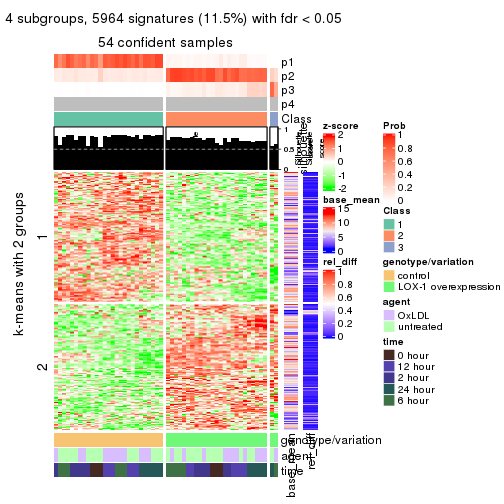 4 subgroups, 5964 signatures (11.5%) with fdr < 0.05
54 confident samples
p1
p2
p3
p4
Class
1
0.5
0
silhouette
score
k-means with 2 groups
1
2
genotype/variation
agent
time
base_mean
rel_diff
z-score
2
1
0
-1
-2
base_mean
15
10
5
0
rel_diff
1
0.8
0.6
0.4
0.2
0
Prob
1
0.8
0.6
0.4
0.2
0
Class
1
2
3
genotype/variation
control
LOX-1 overexpression
agent
OxLDL
untreated
time
0 hour
12 hour
2 hour
24 hour
6 hour